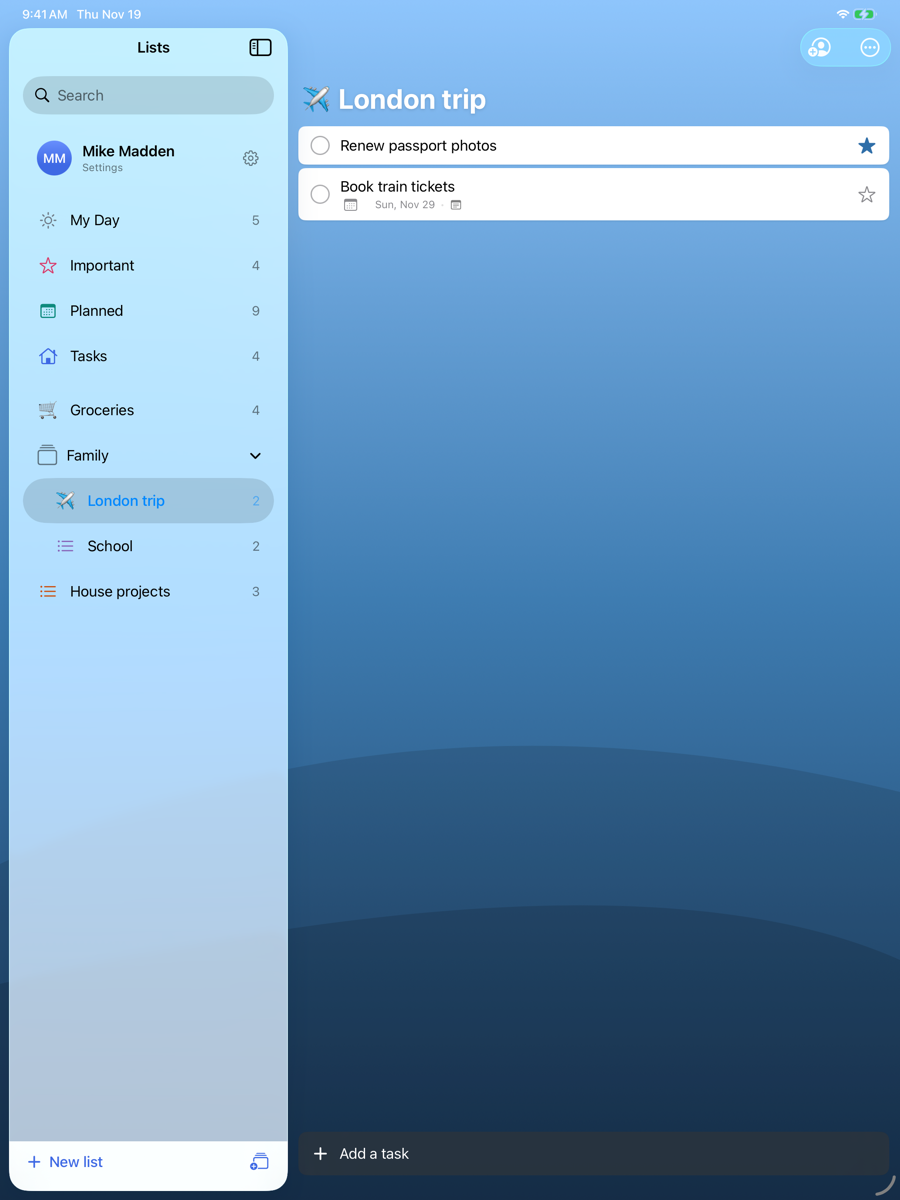 9:41 AM Thu Nov 19
Lists
Search
MM
Mike Madden
Settings
My Day 5
Important 4
Planned 9
Tasks 4
Groceries 4
Family
London trip 2
School 2
House projects 3
New list
London trip
Renew passport photos
Book train tickets
Sun, Nov 29 ·
Add a task